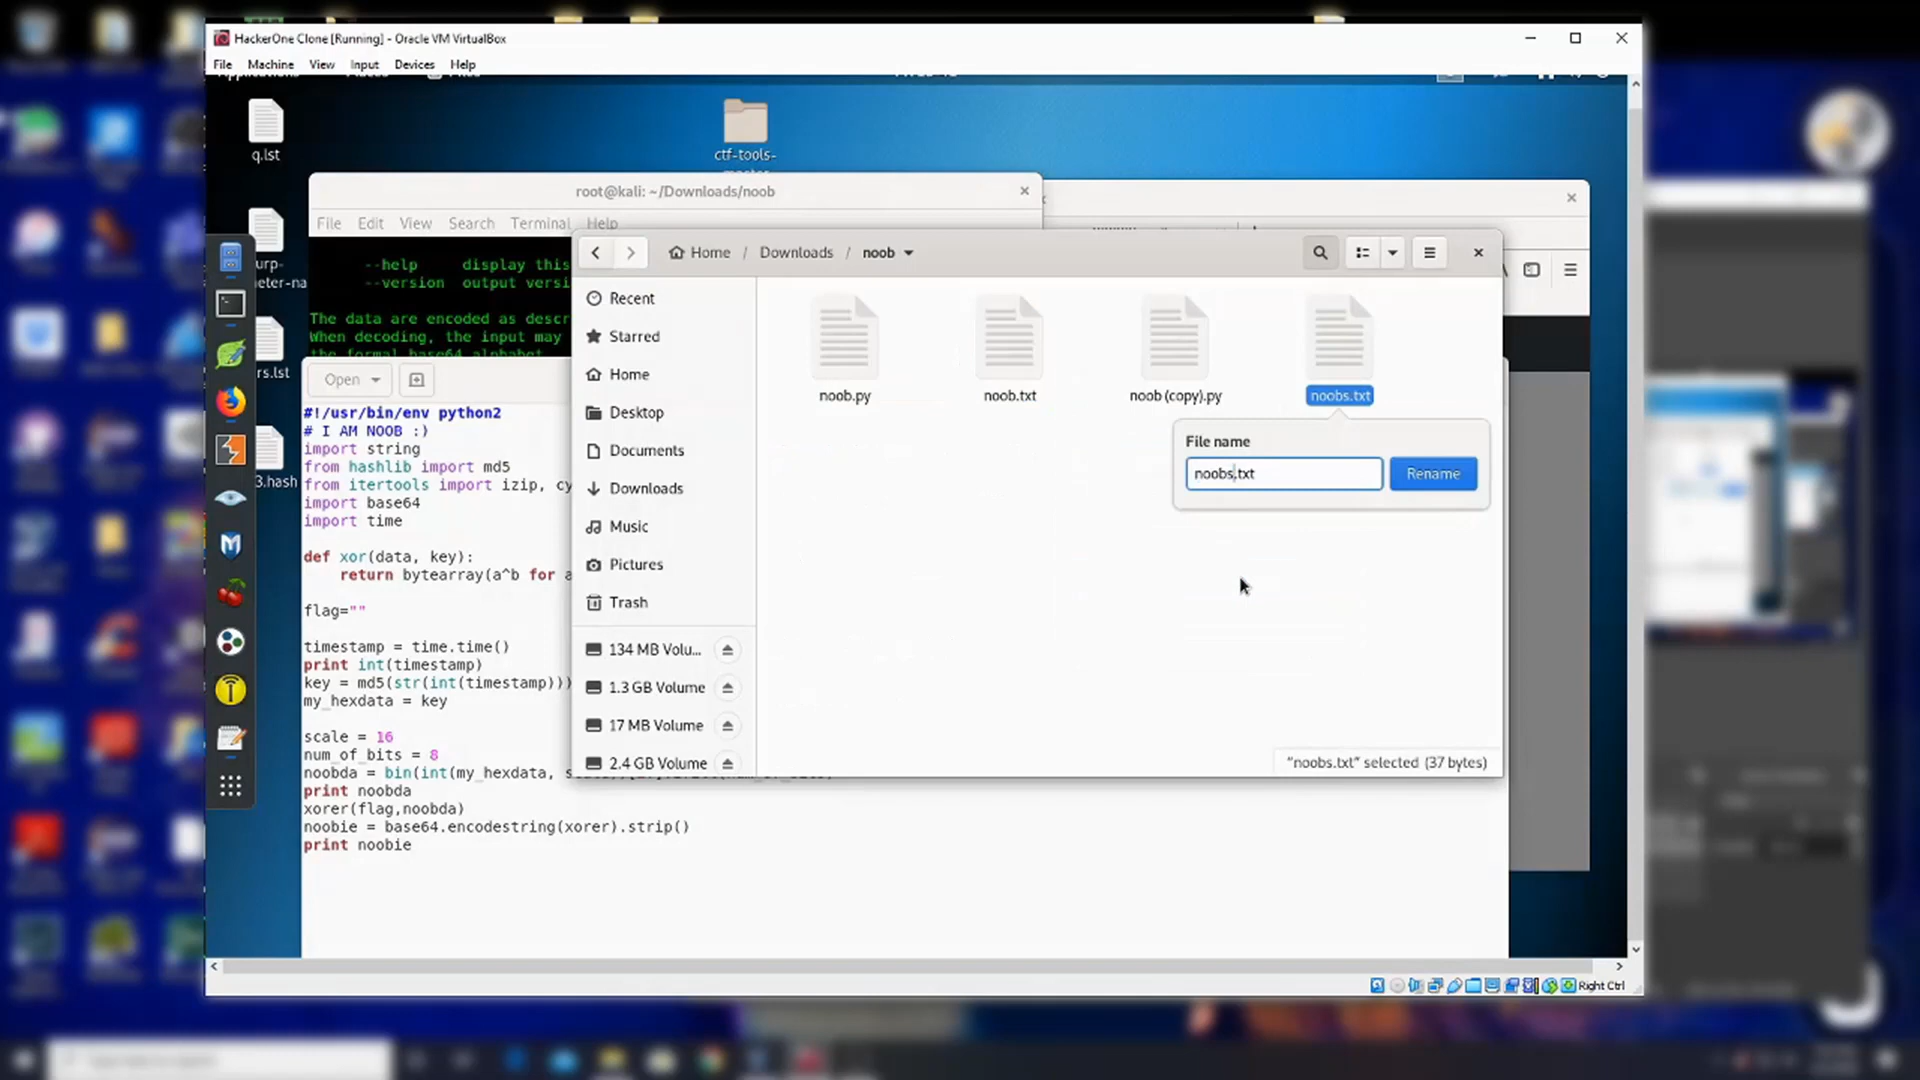 HackerOne Clone [Running] - Oracle VM VirtualBox
File Machine View Input Devices Help
q.lst
ctf-tools-
root@kali: ~/Downloads/noob
File Edit View Search Terminal Help
--help display this
--version output versi
The data are encoded as descr
When decoding, the input may
the formal base64 alphabet
rs.lst
3.hash
Home / Downloads / noob
Recent
Starred
Home
Desktop
Documents
Downloads
Music
Pictures
Trash
134 MB Volu...
1.3 GB Volume
17 MB Volume
2.4 GB Volume
noob.py
noob.txt
noob (copy).py
noobs.txt
File name
noobs.txt
Rename
"noobs.txt" selected (37 bytes)
Open
#!/usr/bin/env python2
# I AM NOOB :)
import string
from hashlib import md5
from itertools import izip, cy
import base64
import time
def xor(data, key):
return bytearray(a^b for a
flag=""
timestamp = time.time()
print int(timestamp)
key = md5(str(int(timestamp)))
my_hexdata = key
scale = 16
num_of_bits = 8
noobda = bin(int(my_hexdata,
print noobda
xorer(flag,noobda)
noobie = base64.encodestring(xorer).strip()
print noobie
Right Ctrl